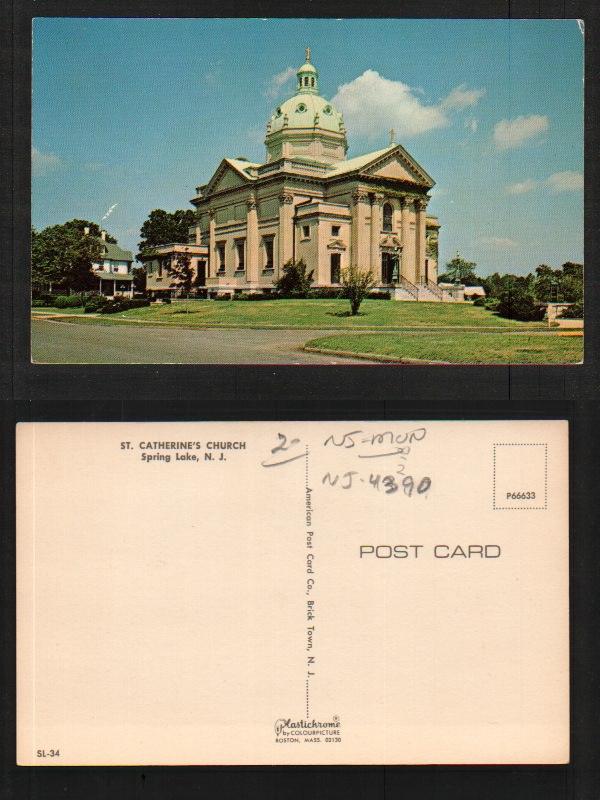 ST. CATHERINE'S CHURCH
Spring Lake, N. J.
2-
NJ-MON
NJ-4390
P66633
American Post Card Co., Brick Town, N. J.
POST CARD
Plastichrome®
by COLOURPICTURE
BOSTON, MASS. 02130
SL-34